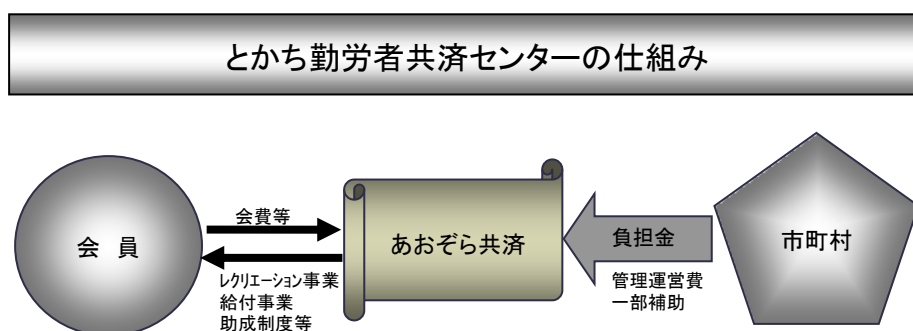 とかち勤労者共済センターの仕組み
会費等
会　員
あおぞら共済
負担金
市町村
レクリエーション事業
給付事業
助成制度等
管理運営費
一部補助